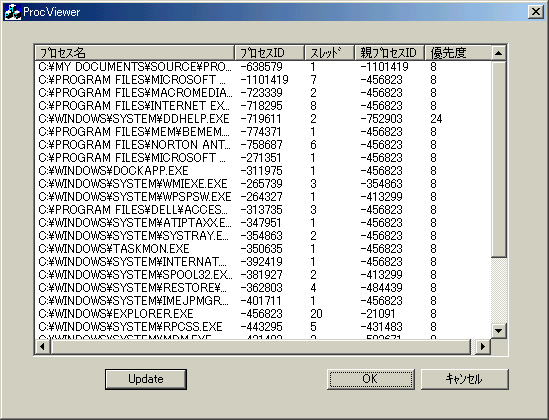 ProcViewer
ﾌﾟﾛｾｽ名 ﾌﾟﾛｾｽID ｽﾚｯﾄﾞ 親ﾌﾟﾛｾｽID 優先度
C:¥MY DOCUMENTS¥SOURCE¥PRO... -638579 1 -1101419 8
C:¥PROGRAM FILES¥MICROSOFT ... -1101419 7 -456823 8
C:¥PROGRAM FILES¥MACROMEDIA... -723339 2 -456823 8
C:¥PROGRAM FILES¥INTERNET EX... -718295 8 -456823 8
C:¥WINDOWS¥SYSTEM¥DDHELP.EXE -719611 2 -752903 24
C:¥PROGRAM FILES¥MEM¥BEMEM... -774371 1 -456823 8
C:¥PROGRAM FILES¥NORTON ANT... -758687 6 -456823 8
C:¥PROGRAM FILES¥MICROSOFT ... -271351 1 -456823 8
C:¥WINDOWS¥DOCKAPP.EXE -311975 1 -456823 8
C:¥WINDOWS¥SYSTEM¥WMIEXE.EXE -265739 3 -354863 8
C:¥WINDOWS¥SYSTEM¥WPSPSW.EXE -264327 1 -413299 8
C:¥PROGRAM FILES¥DELL¥ACCES... -313735 3 -456823 8
C:¥WINDOWS¥SYSTEM¥ATIPTAXX.E... -347951 1 -456823 8
C:¥WINDOWS¥SYSTEM¥SYSTRAY.E... -354863 2 -456823 8
C:¥WINDOWS¥TASKMON.EXE -350635 1 -456823 8
C:¥WINDOWS¥SYSTEM¥INTERNAT.... -392419 1 -456823 8
C:¥WINDOWS¥SYSTEM¥SPOOL32.EX... -381927 2 -413299 8
C:¥WINDOWS¥SYSTEM¥RESTORE¥... -362803 4 -484439 8
C:¥WINDOWS¥SYSTEM¥IMEJPMGR.... -401711 1 -456823 8
C:¥WINDOWS¥EXPLORER.EXE -456823 20 -21091 8
C:¥WINDOWS¥SYSTEM¥RPCSS.EXE -443295 5 -431483 8
C:¥WINDOWS¥SYSTEM¥MDM.EXE 2 8
Update OK ｷｬﾝｾﾙ